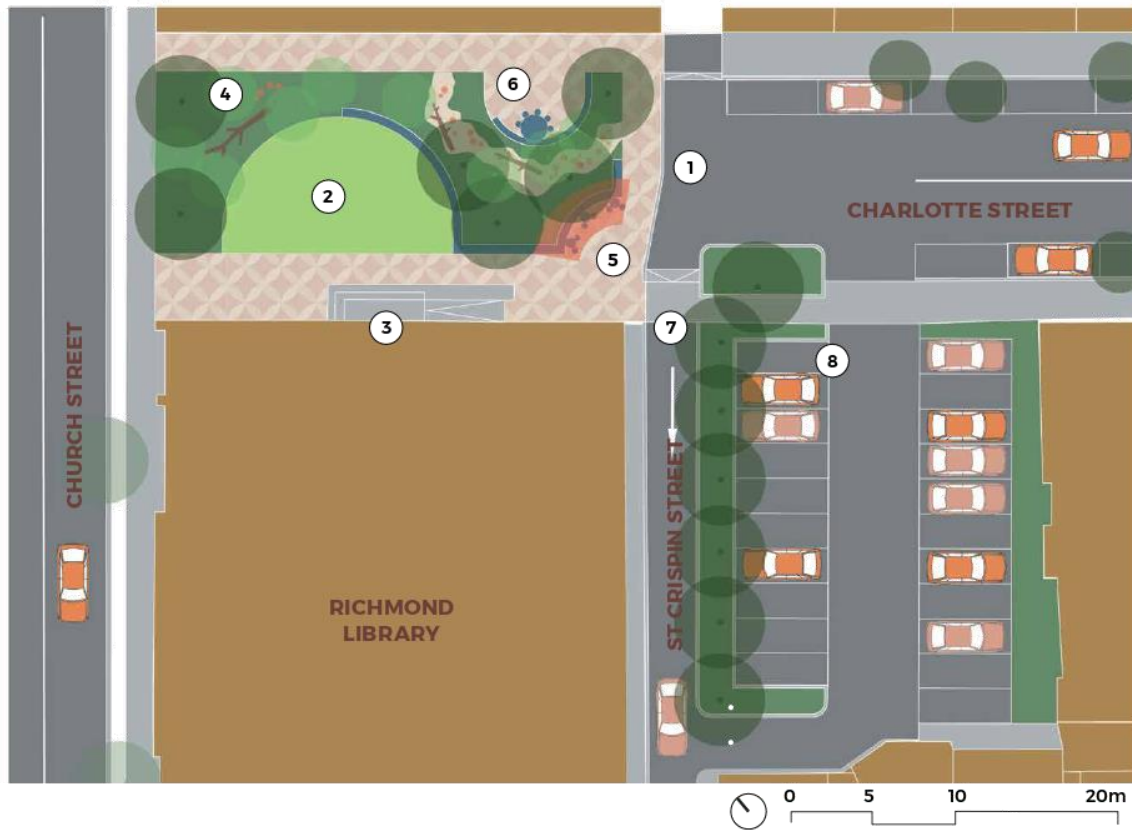 4
6
2
1
CHARLOTTE STREET
5
3
7
8
CHURCH STREET
ST CRISPIN STREET
RICHMOND
LIBRARY
0 5 10 20m